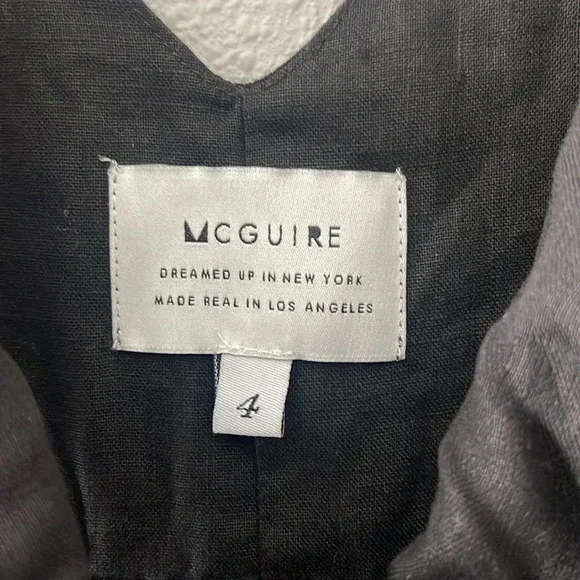 MCGUIRE
DREAMED UP IN NEW YORK
MADE REAL IN LOS ANGELES
4